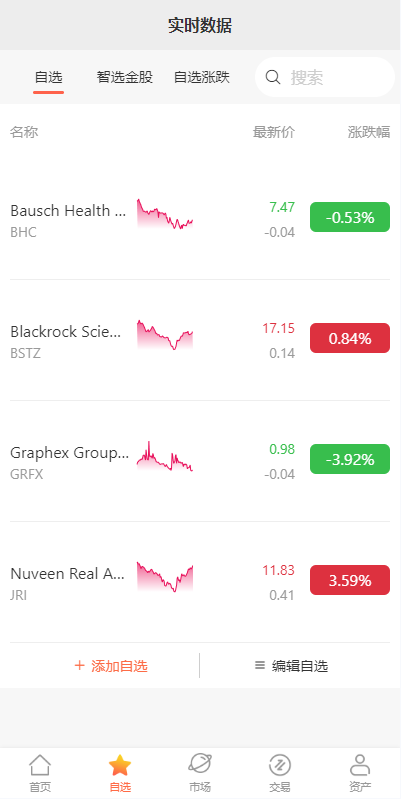 实时数据
自选 智选金股 自选涨跌 搜索
名称 最新价 涨跌幅
Bausch Health ... 7.47 -0.53%
BHC -0.04
Blackrock Scie... 17.15 0.84%
BSTZ 0.14
Graphex Group... 0.98 -3.92%
GRFX -0.04
Nuveen Real A... 11.83 3.59%
JRI 0.41
+ 添加自选 ≡ 编辑自选
首页 自选 市场 交易 资产